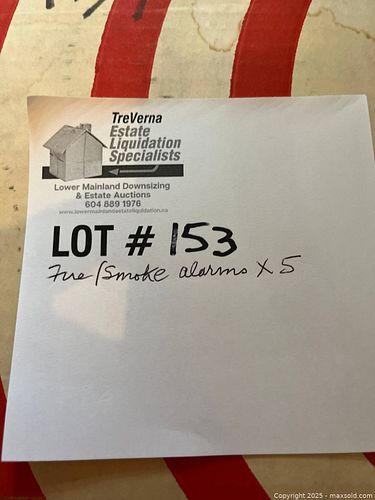 TreVerna
Estate
Liquidation
Specialists
Lower Mainland Downsizing
& Estate Auctions
604 889 1976
www.lowermainlandestateliquidation.ca
LOT # 153
Fire/Smoke alarms X 5
Copyright 2025 - maxsold.com